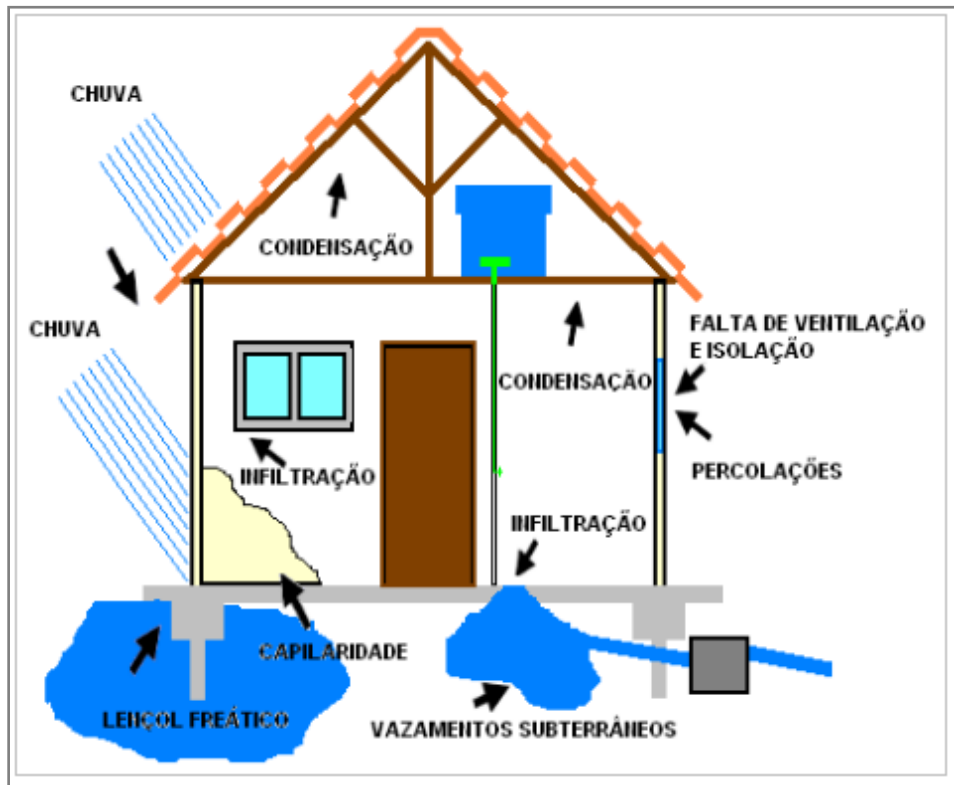 CHUVA
CONDENSAÇÃO
CHUVA
FALTA DE VENTILAÇÃO
E ISOLAÇÃO
CONDENSAÇÃO
INFILTRAÇÃO
PERCOLAÇÕES
INFILTRAÇÃO
CAPILARIDADE
LENÇOL FREÁTICO
VAZAMENTOS SUBTERRÂNEOS